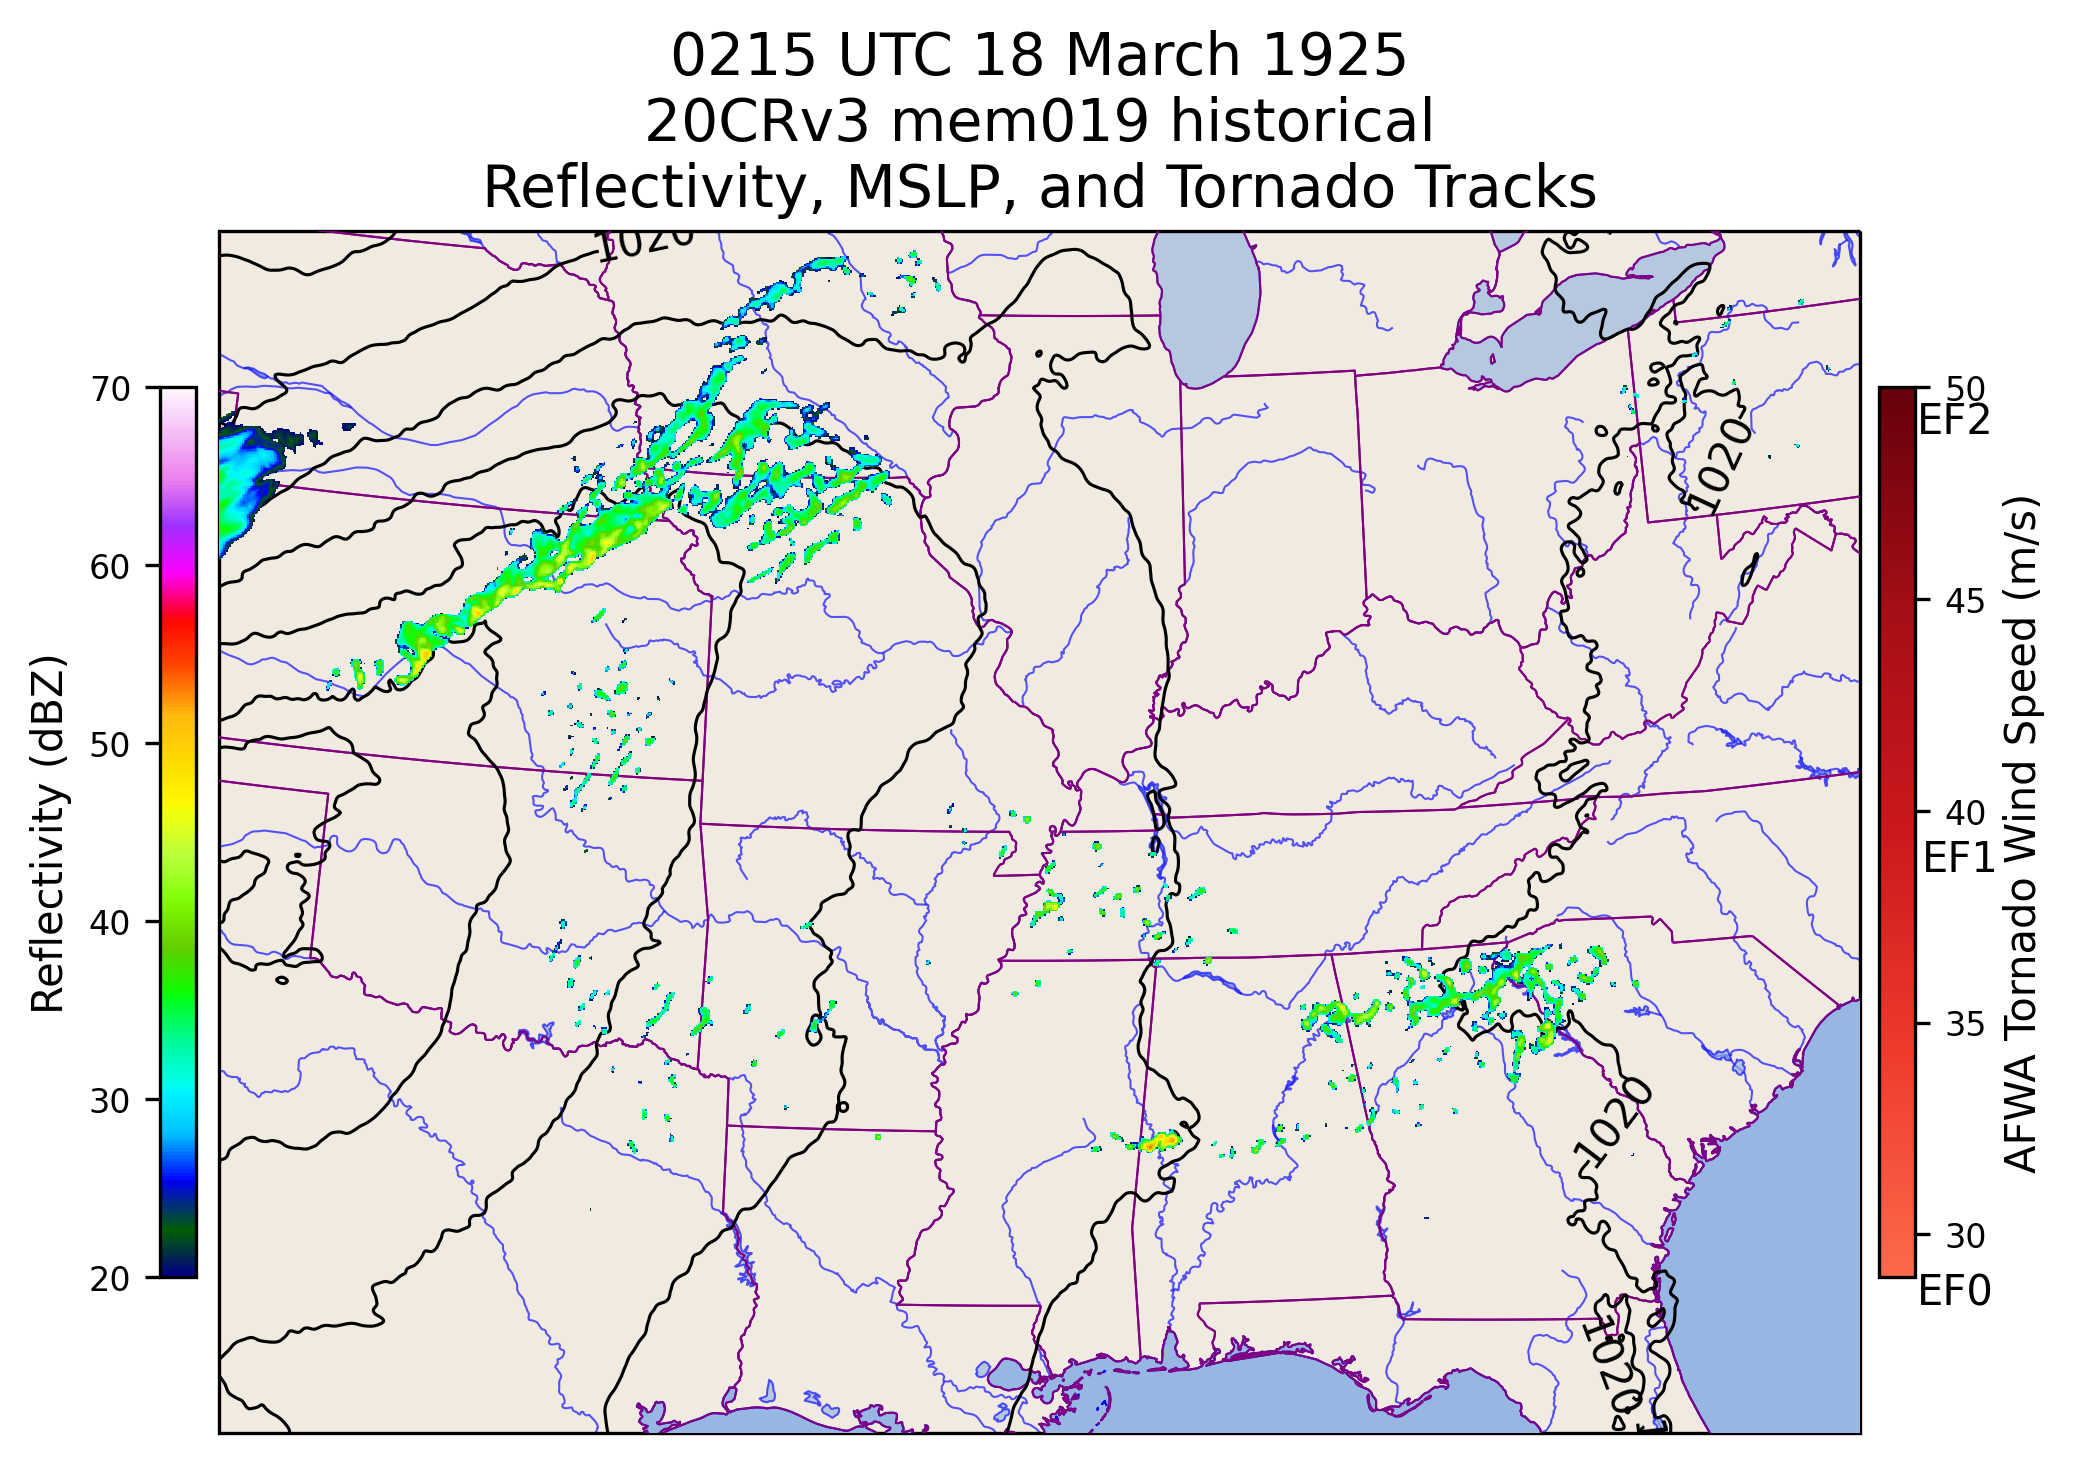 0215 UTC 18 March 1925
20CRv3 mem019 historical
Reflectivity, MSLP, and Tornado Tracks
1020
1020
1020
1020
70
60
50
40
30
20
Reflectivity (dBZ)
50
EF2
45
40
EF1
35
30
EF0
AFWA Tornado Wind Speed (m/s)